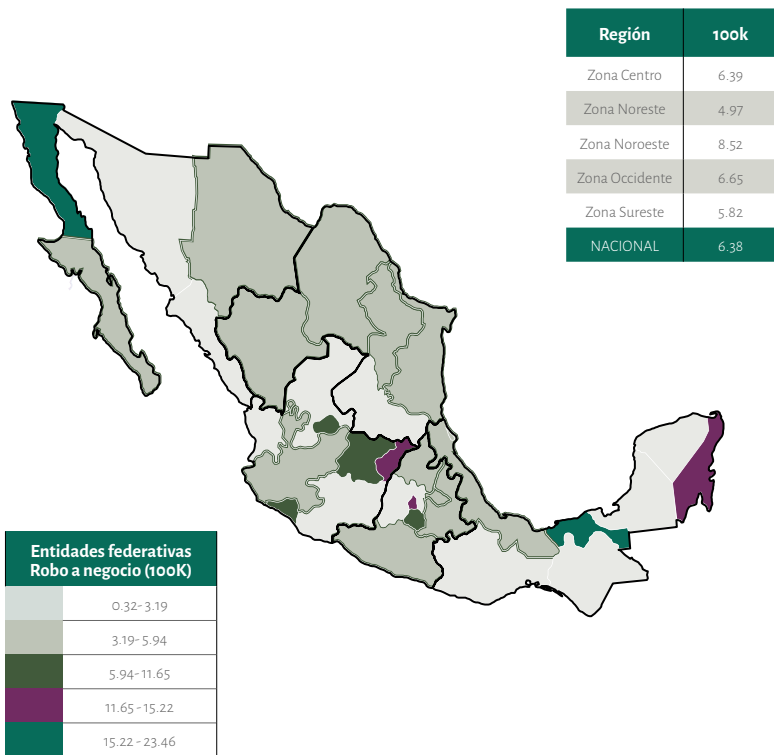 Región 100k
Zona Centro 6.39
Zona Noreste 4.97
Zona Noroeste 8.52
Zona Occidente 6.65
Zona Sureste 5.82
NACIONAL 6.38
Entidades federativas
Robo a negocio (100K)
0.32-3.19
3.19-5.94
5.94-11.65
11.65-15.22
15.22-23.46